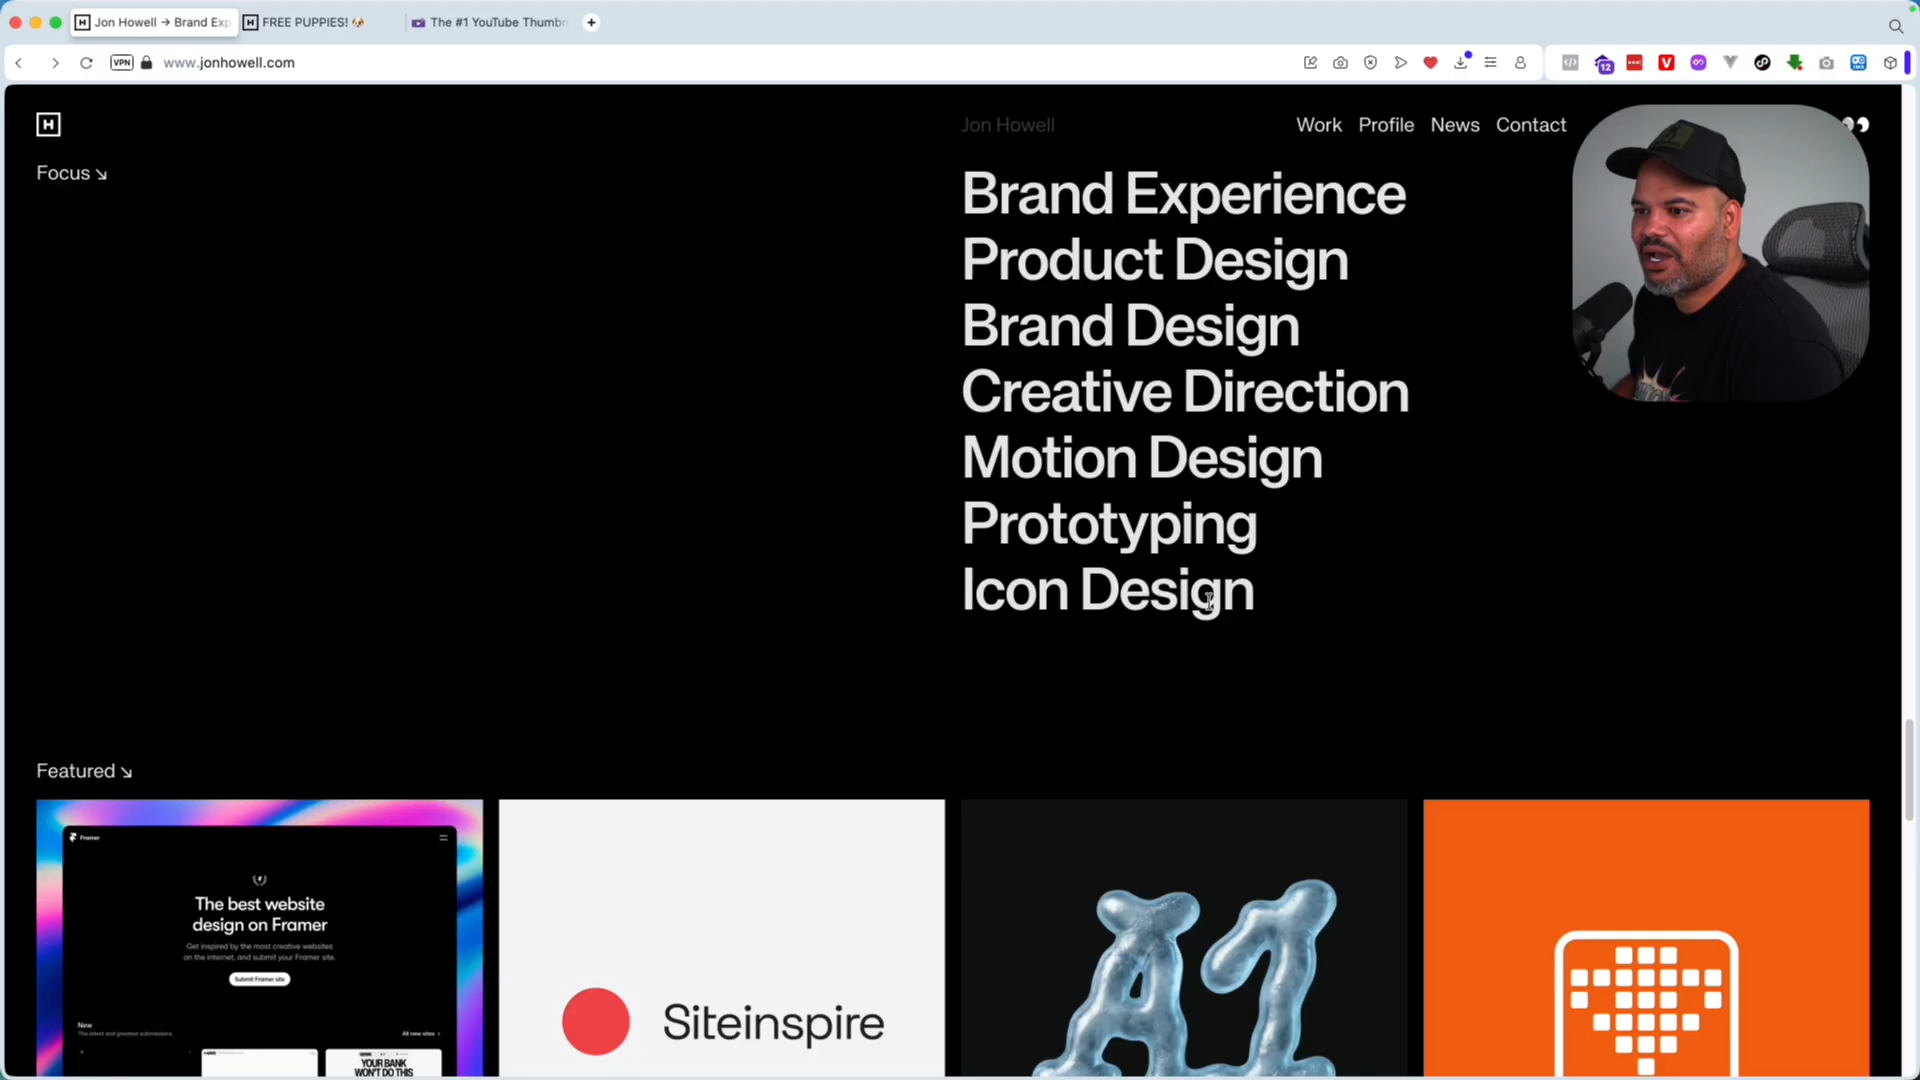 Jon Howell → Brand Exp
FREE PUPPIES! 🐶
The #1 YouTube Thumbn
VPN
www.jonhowell.com
12
H
Jon Howell
Work
Profile
News
Contact
Focus ↘
Brand Experience
Product Design
Brand Design
Creative Direction
Motion Design
Prototyping
Icon Design
Featured ↘
Framer
The best website
design on Framer
Get inspired by the most creative websites
on the internet, and submit your Framer site.
Submit Framer site
New
The latest and greatest submissions.
All new sites ›
YOUR BANK
WON'T DO THIS
Siteinspire
A1